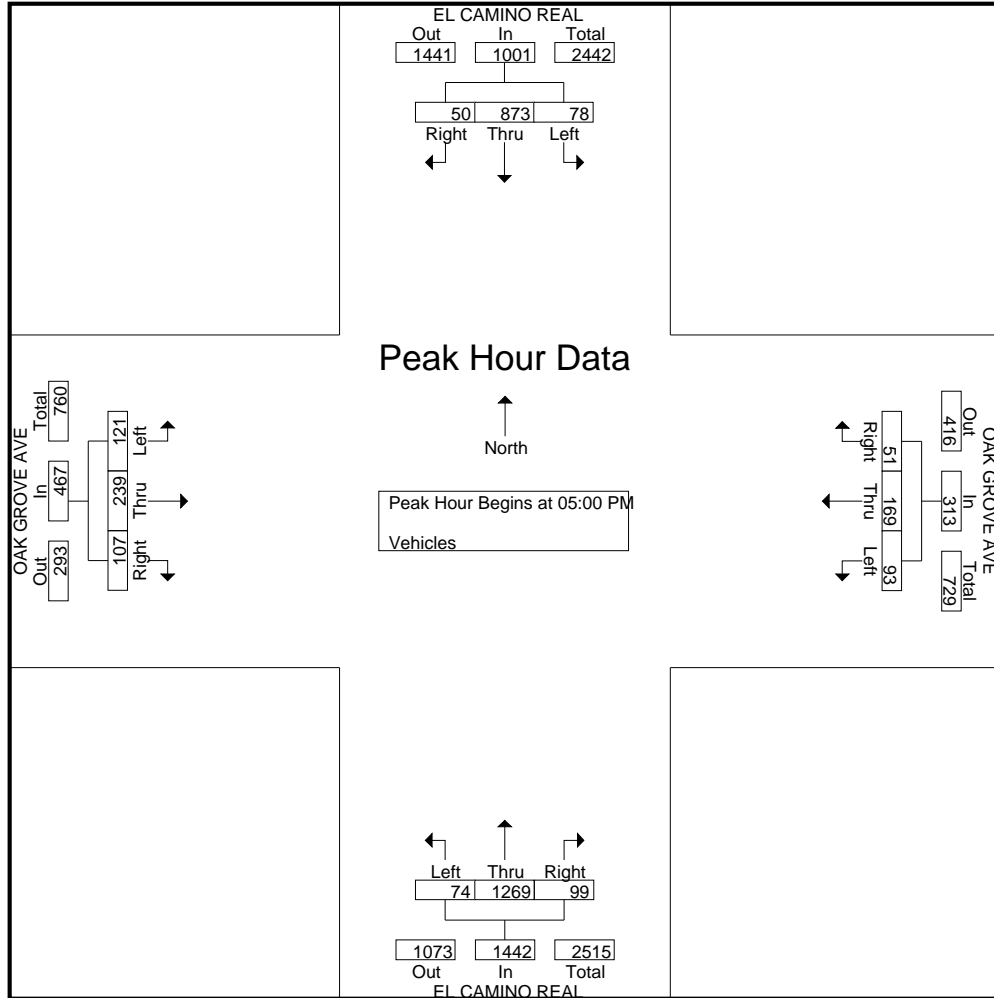 EL CAMINO REAL
Out In Total
1441 1001 2442
50 873 78
Right Thru Left
Peak Hour Data
North
Peak Hour Begins at 05:00 PM
Vehicles
OAK GROVE AVE
Out In Total
293 467 760
121 239 107
Left Thru Right
OAK GROVE AVE
Out In Total
416 313 729
51 169 93
Right Thru Left
Left Thru Right
74 1269 99
1073 1442 2515
Out In Total
EL CAMINO REAL